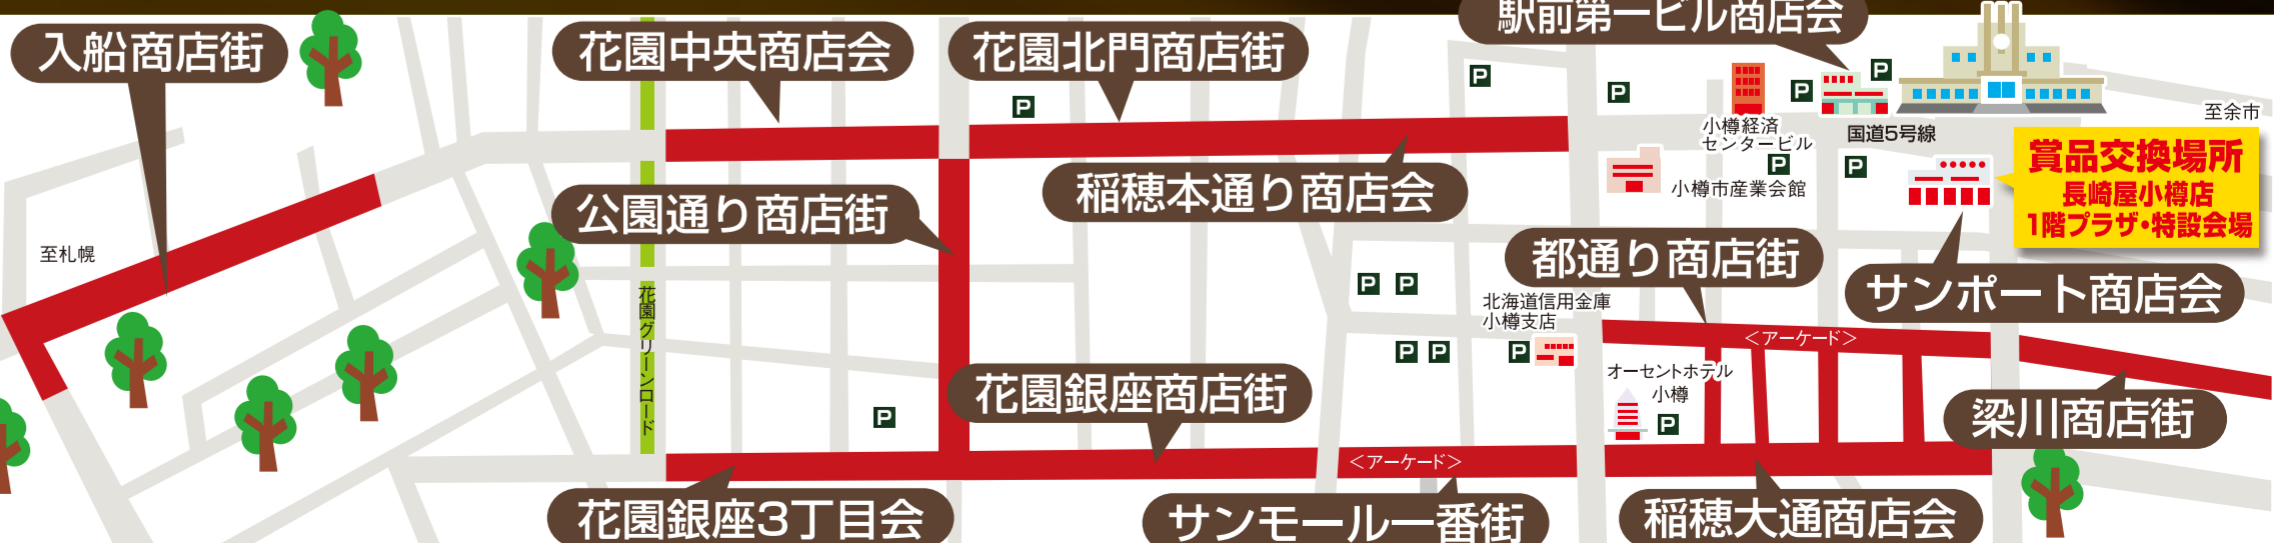 駅前第一ビル商店会
入船商店街
花園中央商店会
花園北門商店街
P
P
P
P
P
至余市
小樽経済
センタービル
国道5号線
賞品交換場所
長崎屋小樽店
1階プラザ・特設会場
P
P
小樽市産業会館
稲穂本通り商店会
公園通り商店街
至札幌
都通り商店街
サンポート商店会
花園グリーンロード
P
P
北海道信用金庫
小樽支店
P
P
P
<アーケード>
オーセントホテル
小樽
P
花園銀座商店街
梁川商店街
P
<アーケード>
花園銀座3丁目会
サンモール一番街
稲穂大通商店会